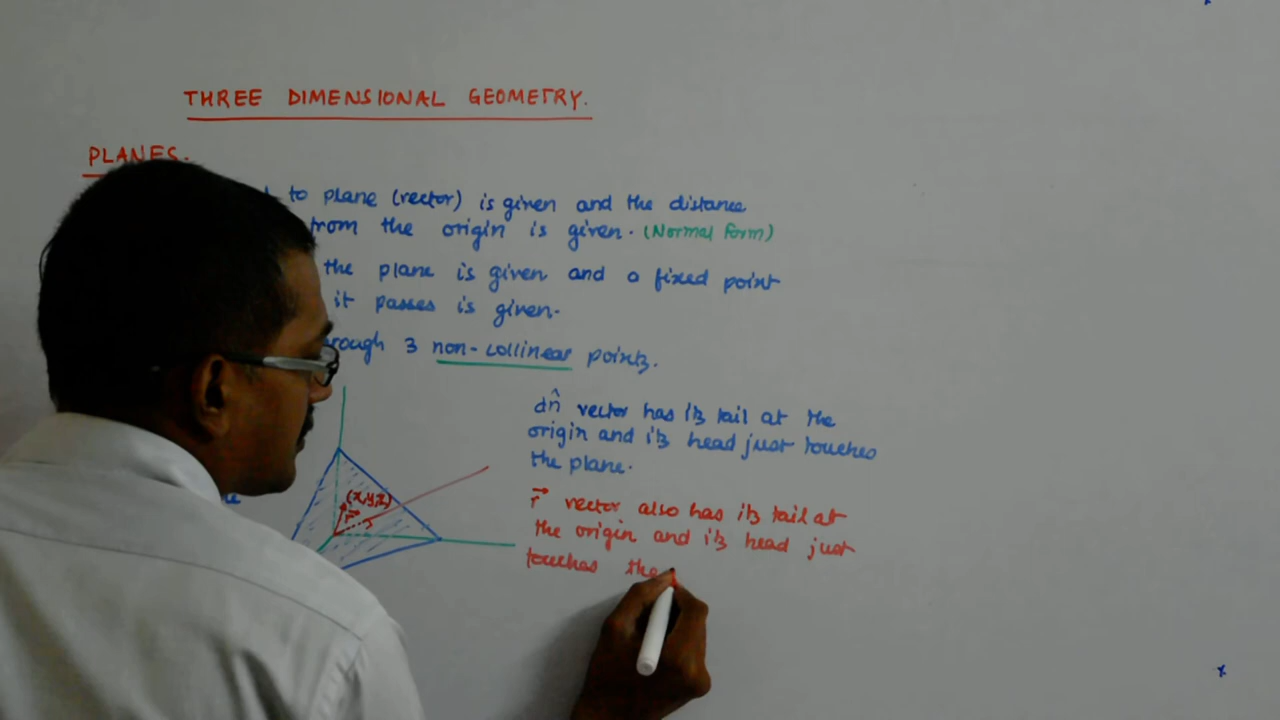 THREE DIMENSIONAL GEOMETRY.
PLANES.
to plane (vector) is given and the distance
from the origin is given. (Normal form)
the plane is given and a fixed point
it passes is given.
3 non-collinear points.
dn̂ vector has its tail at the
origin and its head just touches
the plane.
(x,y,z)
r⃗
r⃗ vector also has its tail at
the origin and its head just
touches the